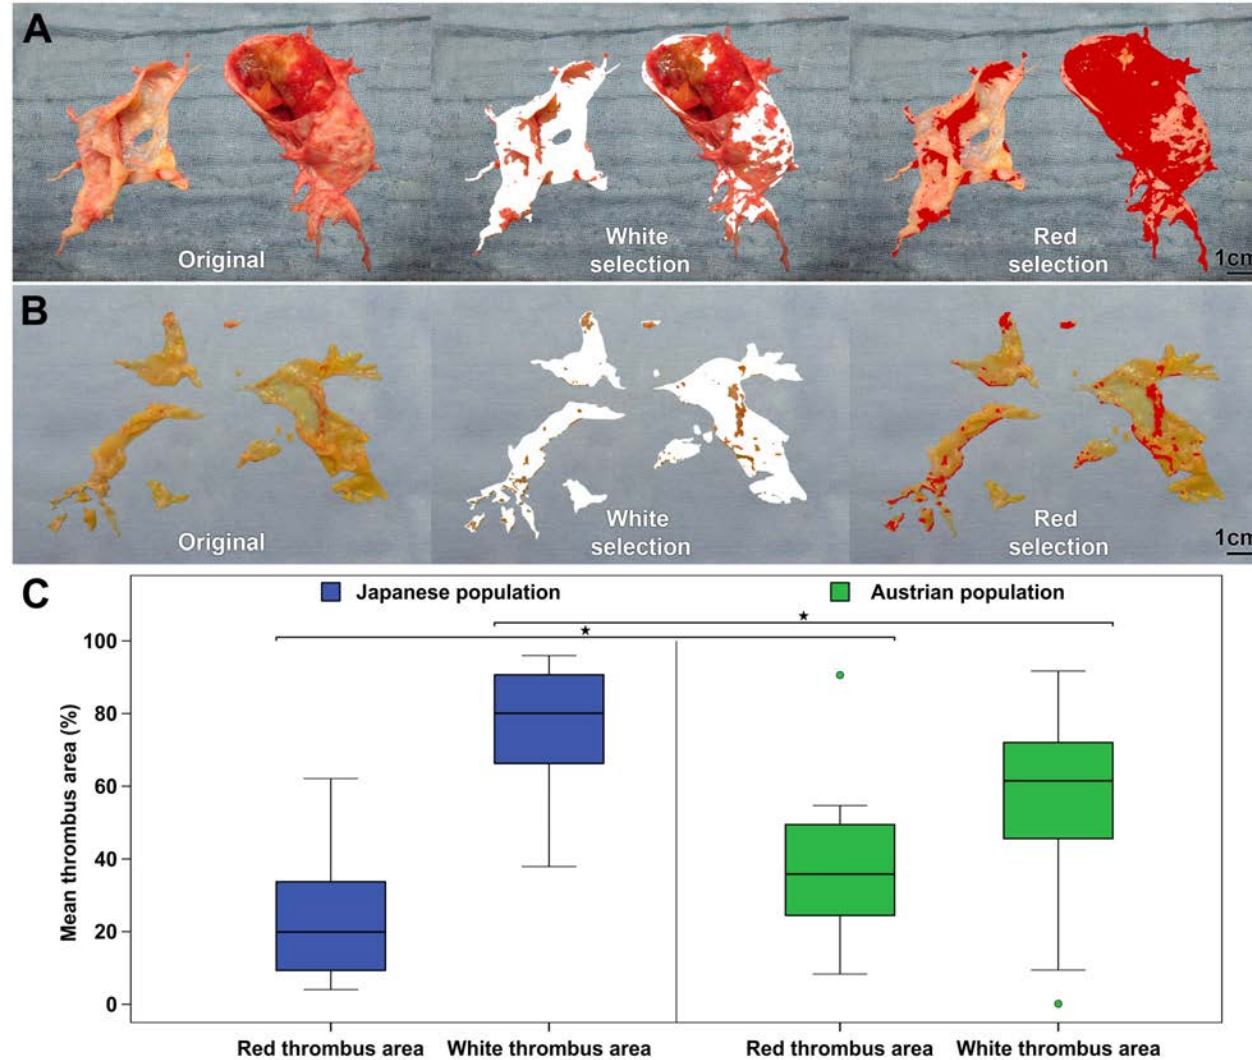 A
Original
White
selection
Red
selection
1cm
B
Original
White
selection
Red
selection
1cm
C
Japanese population
Austrian population
★
★
Mean thrombus area (%)
100
80
60
40
20
0
Red thrombus area
White thrombus area
Red thrombus area
White thrombus area